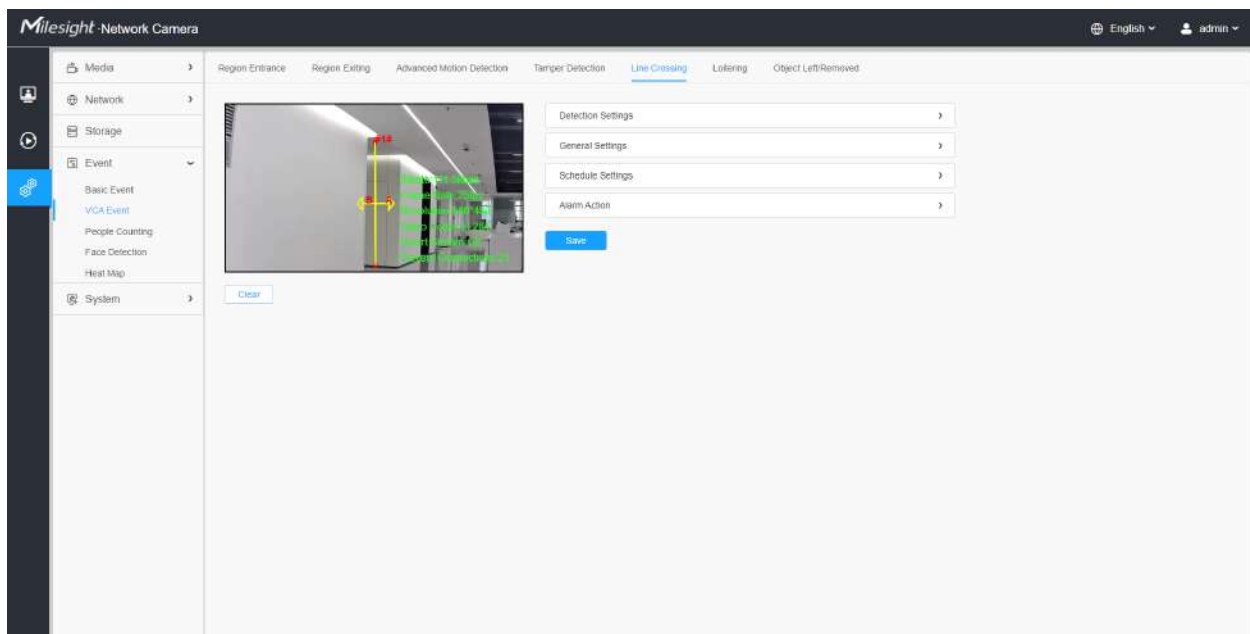 Milesight Network Camera
English
admin
Media
Network
Storage
Event
Basic Event
VCA Event
People Counting
Face Detection
Heat Map
System
Region Entrance
Region Exiting
Advanced Motion Detection
Tamper Detection
Line Crossing
Loitering
Object Left/Removed
Clear
Detection Settings
General Settings
Schedule Settings
Alarm Action
Save